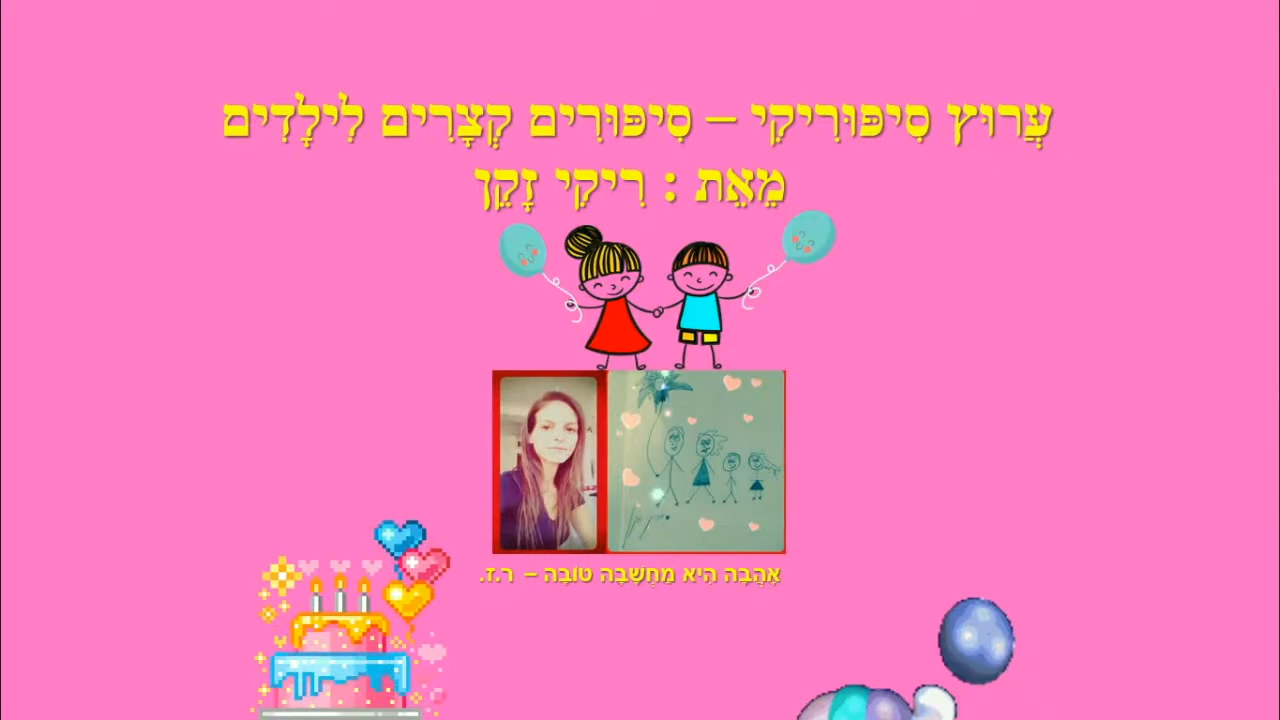 עֲרוּץ סִיפּוּרִיקִי – סִיפּוּרִים קְצָרִים לִילָדִים
מֵאֵת : רִיקִי זָקֵן
אַהֲבָה הִיא מַחְשָׁבָה טוֹבָה – ר.ז.